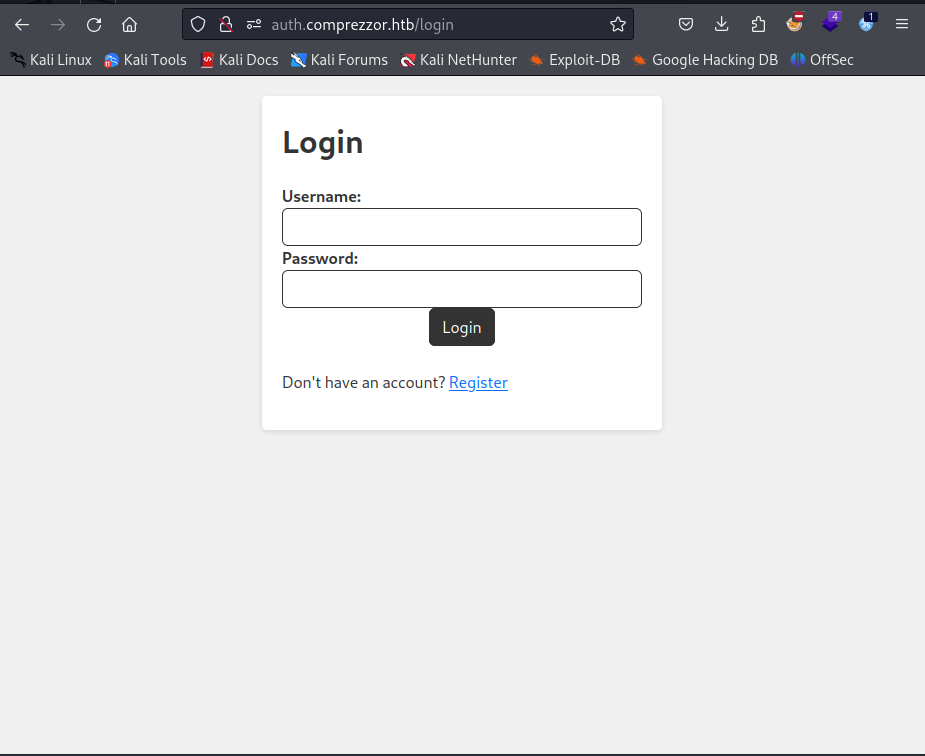 auth.comprezzor.htb/login
4
1
Kali Linux Kali Tools Kali Docs Kali Forums Kali NetHunter Exploit-DB Google Hacking DB OffSec
Login
Username:
Password:
Login
Don't have an account? Register